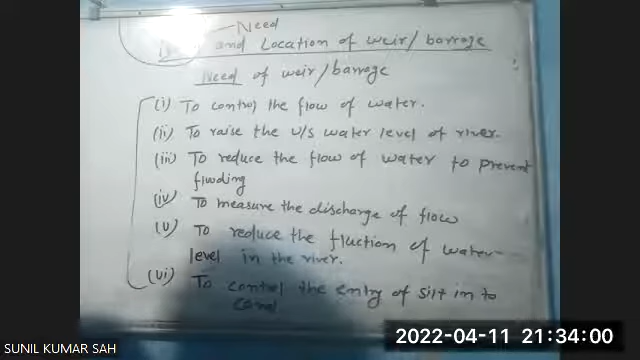 Need
and Location of weir/barrage
Need of weir/barrage
(i) To control the flow of water.
(ii) To raise the U/S water level of river.
(iii) To reduce the flow of water to prevent
flooding
(iv) To measure the discharge of flow
(v) To reduce the fluction of water
level in the river.
(vi) To control the entry of silt in to
canal
SUNIL KUMAR SAH
2022-04-11 21:34:00